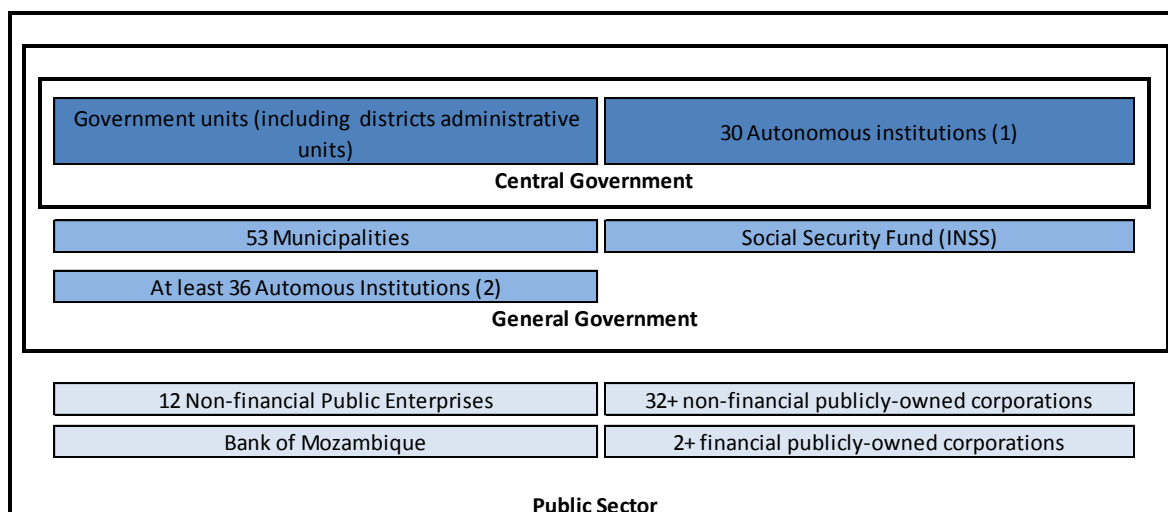 Government units (including districts administrative
units)
30 Autonomous institutions (1)
Central Government
53 Municipalities
Social Security Fund (INSS)
At least 36 Automous Institutions (2)
General Government
12 Non-financial Public Enterprises
32+ non-financial publicly-owned corporations
Bank of Mozambique
2+ financial publicly-owned corporations
Public Sector